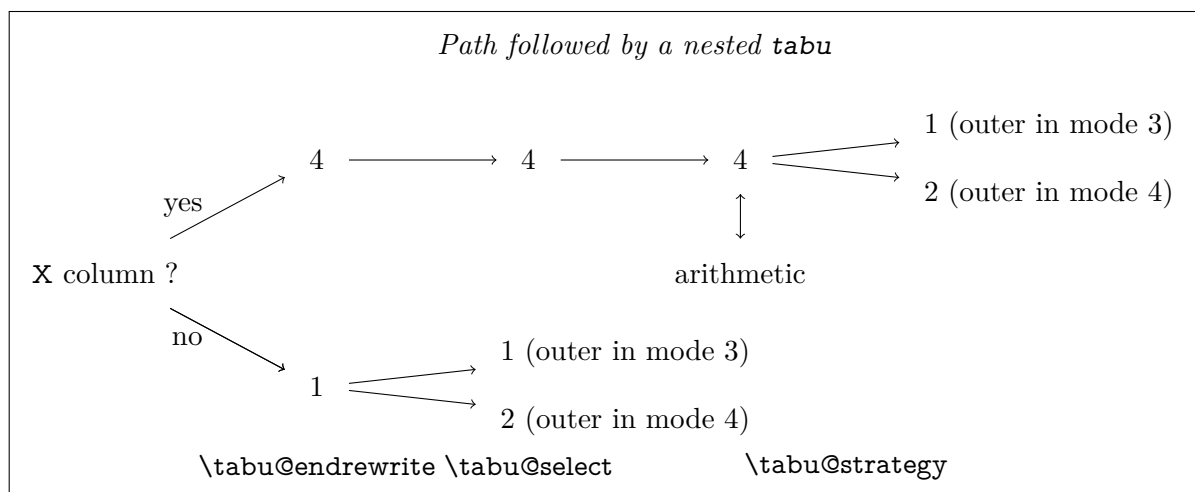 Path followed by a nested tabu
1 (outer in mode 3)
4 4 4
2 (outer in mode 4)
yes
X column ? arithmetic
no
1 (outer in mode 3)
1
2 (outer in mode 4)
\tabu@endrewrite \tabu@select \tabu@strategy